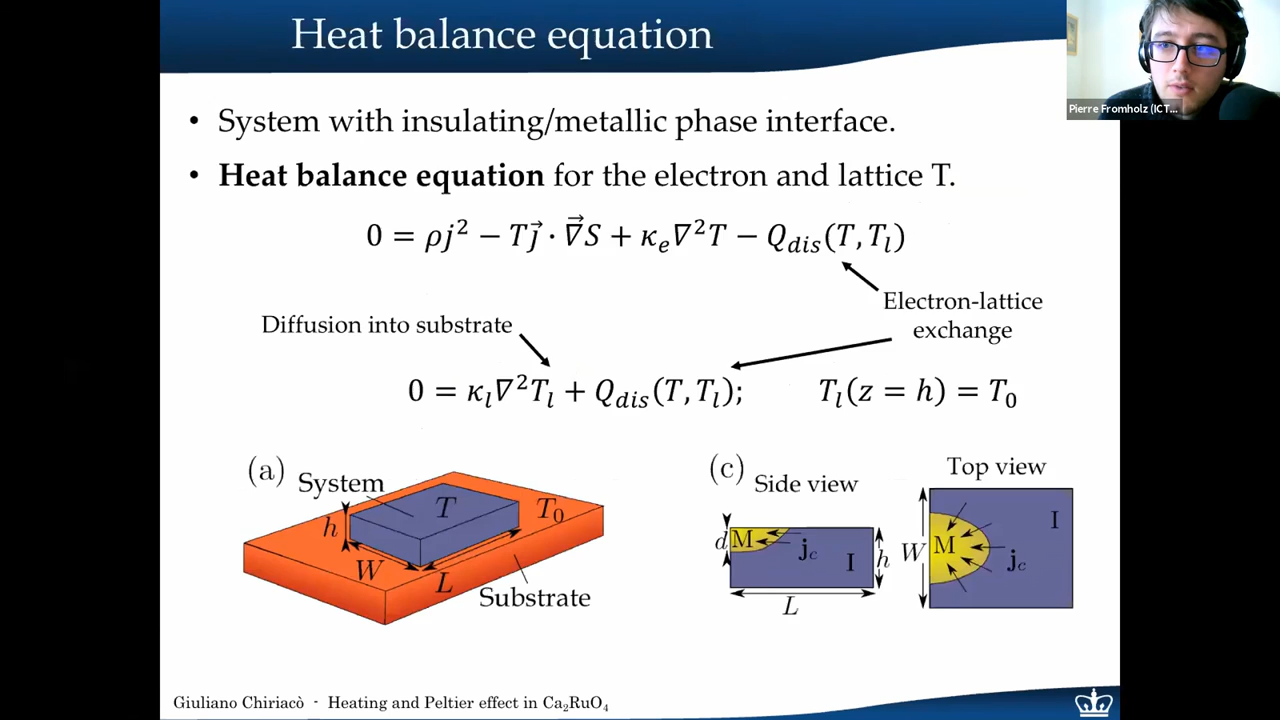 Heat balance equation
Pierre Fromholz (ICT...
• System with insulating/metallic phase interface.
• Heat balance equation for the electron and lattice T.
0 = ρj² − Tj⃗ · ∇⃗S + κₑ∇²T − Q_dis(T, T_l)
Electron-lattice
exchange
Diffusion into substrate
0 = κ_l∇²T_l + Q_dis(T, T_l);
T_l(z = h) = T₀
(a)
System
T
T₀
h
W
L
Substrate
(c)
Side view
Top view
d
M
j_c
I
h
L
W
M
I
j_c
Giuliano Chiriacò - Heating and Peltier effect in Ca₂RuO₄